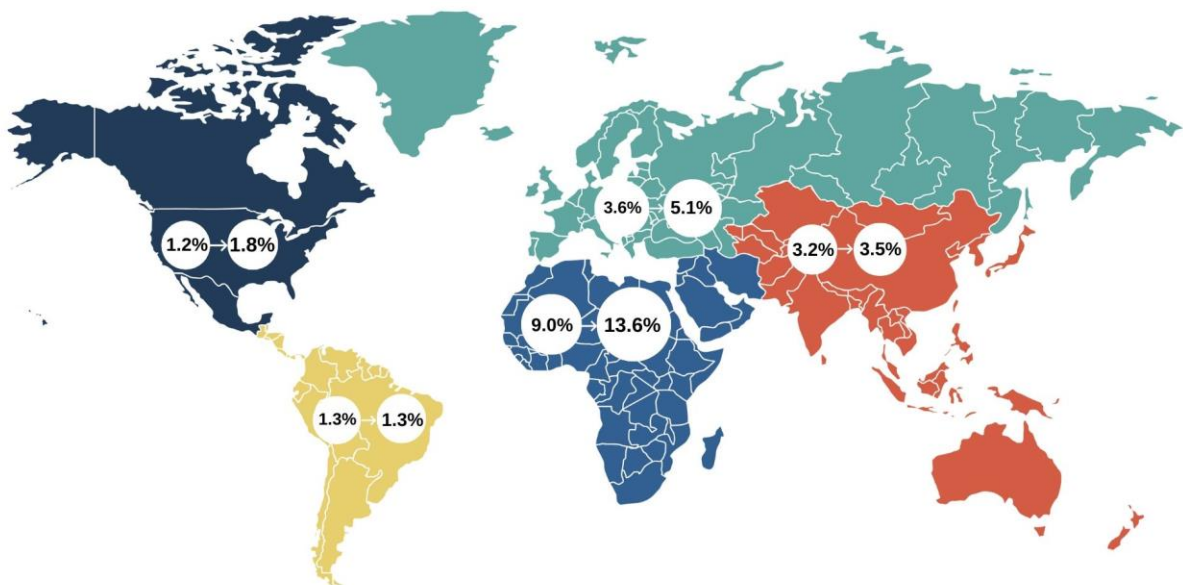 3.6% → 5.1%
1.2% → 1.8%
3.2% → 3.5%
9.0% → 13.6%
1.3% → 1.3%